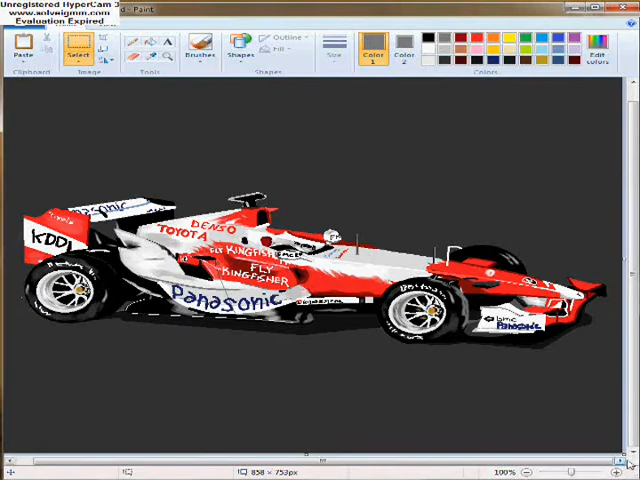 Unregistered HyperCam 3
www.solveigmm.com
Evaluation Expired
- Paint
Paste
Select
Brushes
Shapes
Outline
Fill
Size
Color 1
Color 2
Edit colors
Clipboard
Image
Tools
Shapes
Colors
Panasonic
DENSO
TOYOTA
KDDI
FLY KINGFISHER
FLY
KINGFISHER
Panasonic
Panasonic
858 × 753px
100%